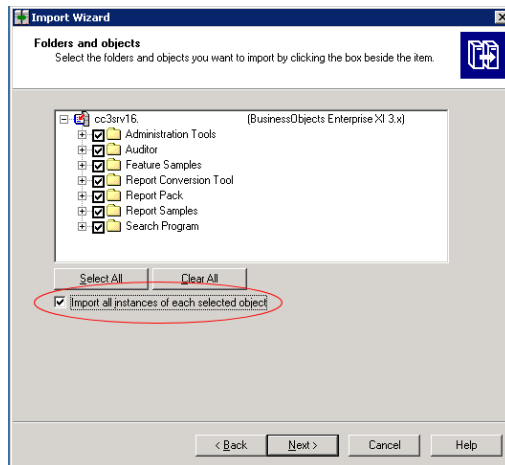 Import Wizard
Folders and objects
Select the folders and objects you want to import by clicking the box beside the item.
cc3srv16. (BusinessObjects Enterprise XI 3.x)
Administration Tools
Auditor
Feature Samples
Report Conversion Tool
Report Pack
Report Samples
Search Program
Select All Clear All
Import all instances of each selected object
< Back Next > Cancel Help